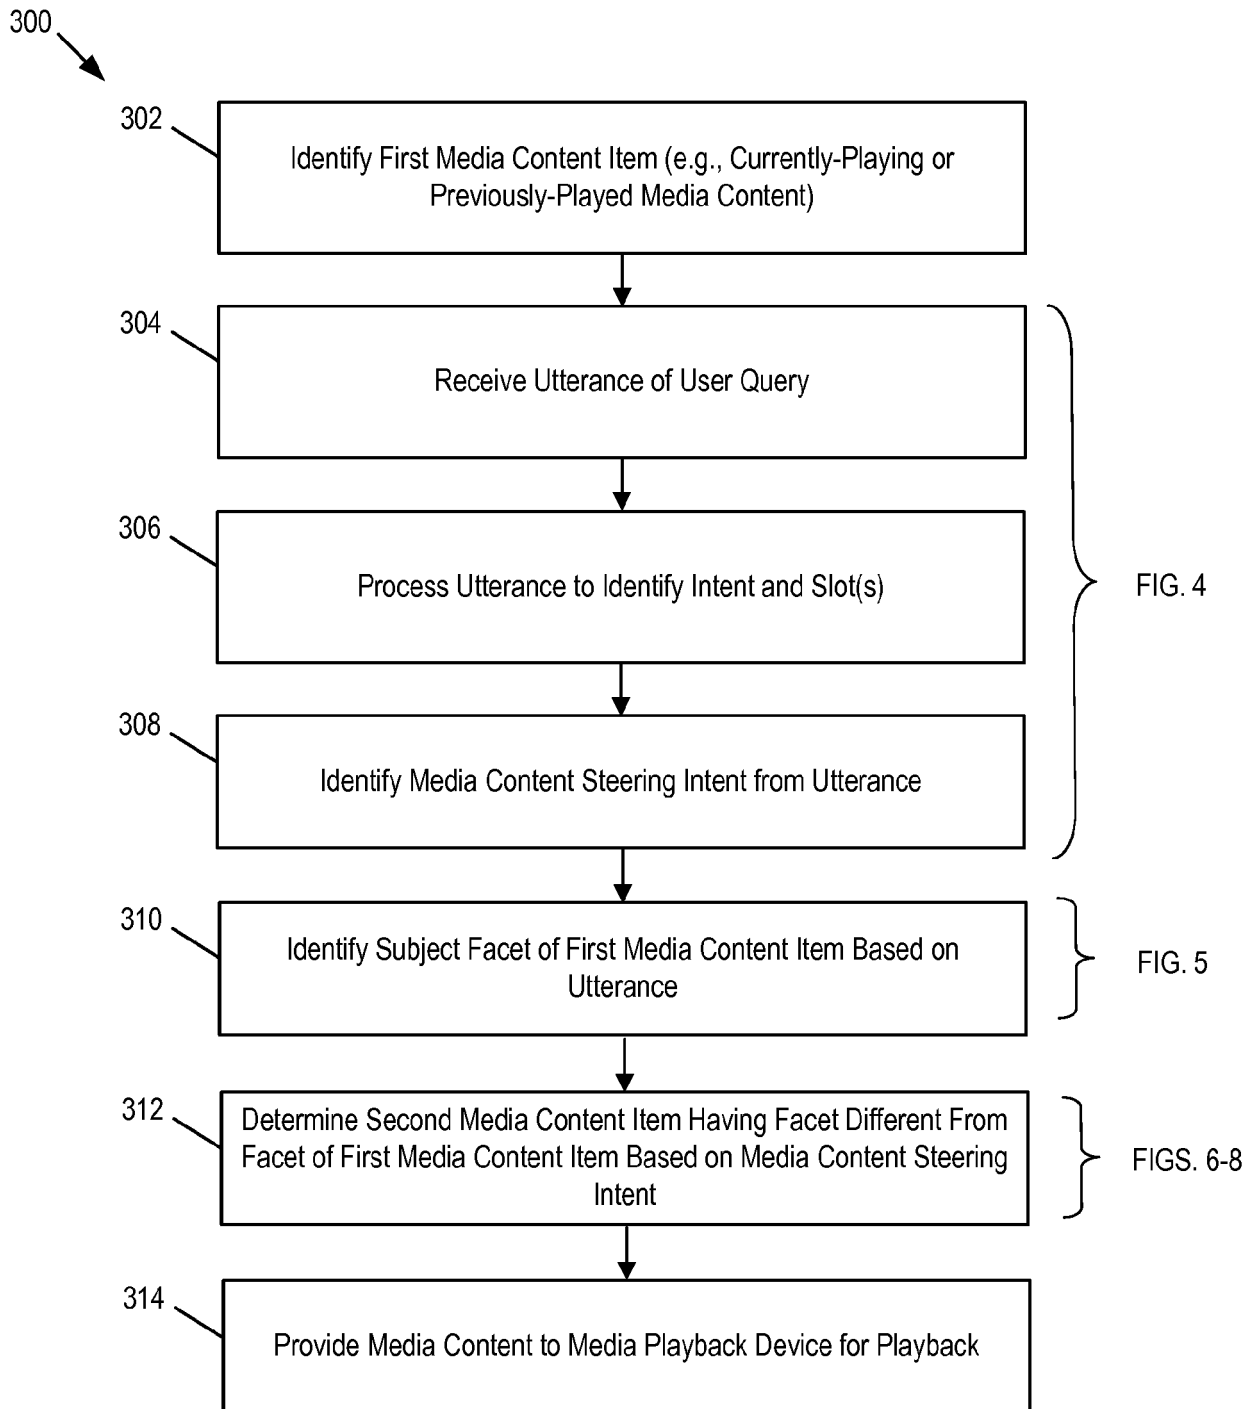 300
302
Identify First Media Content Item (e.g., Currently-Playing or
Previously-Played Media Content)
304
Receive Utterance of User Query
306
Process Utterance to Identify Intent and Slot(s)
FIG. 4
308
Identify Media Content Steering Intent from Utterance
310
Identify Subject Facet of First Media Content Item Based on
Utterance
FIG. 5
312
Determine Second Media Content Item Having Facet Different From
Facet of First Media Content Item Based on Media Content Steering
Intent
FIGS. 6-8
314
Provide Media Content to Media Playback Device for Playback